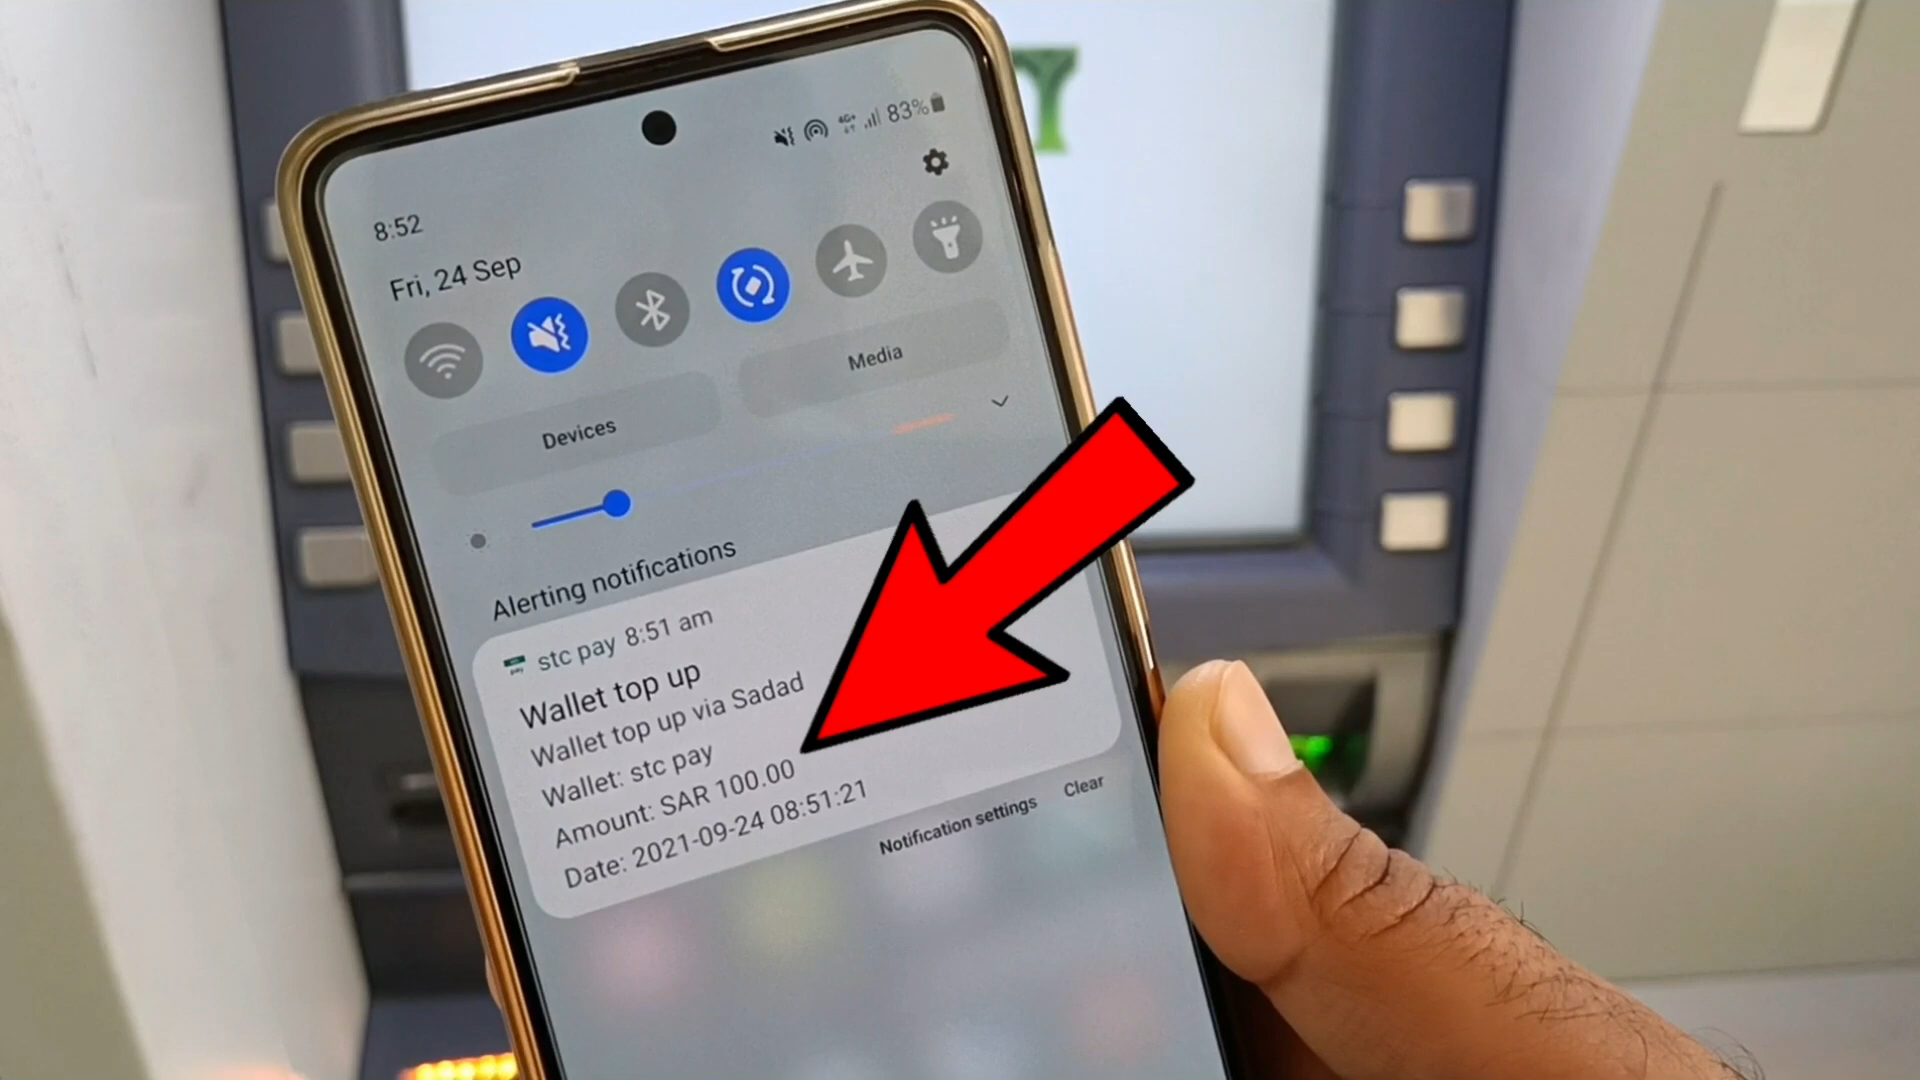 Y
4G+
83%
8:52
Fri, 24 Sep
Media
Devices
Alerting notifications
pay
stc pay 8:51 am
Wallet top up
Wallet top up via Sadad
Wallet: stc pay
Amount: SAR 100.00
Date: 2021-09-24 08:51:21
Notification settings
Clear